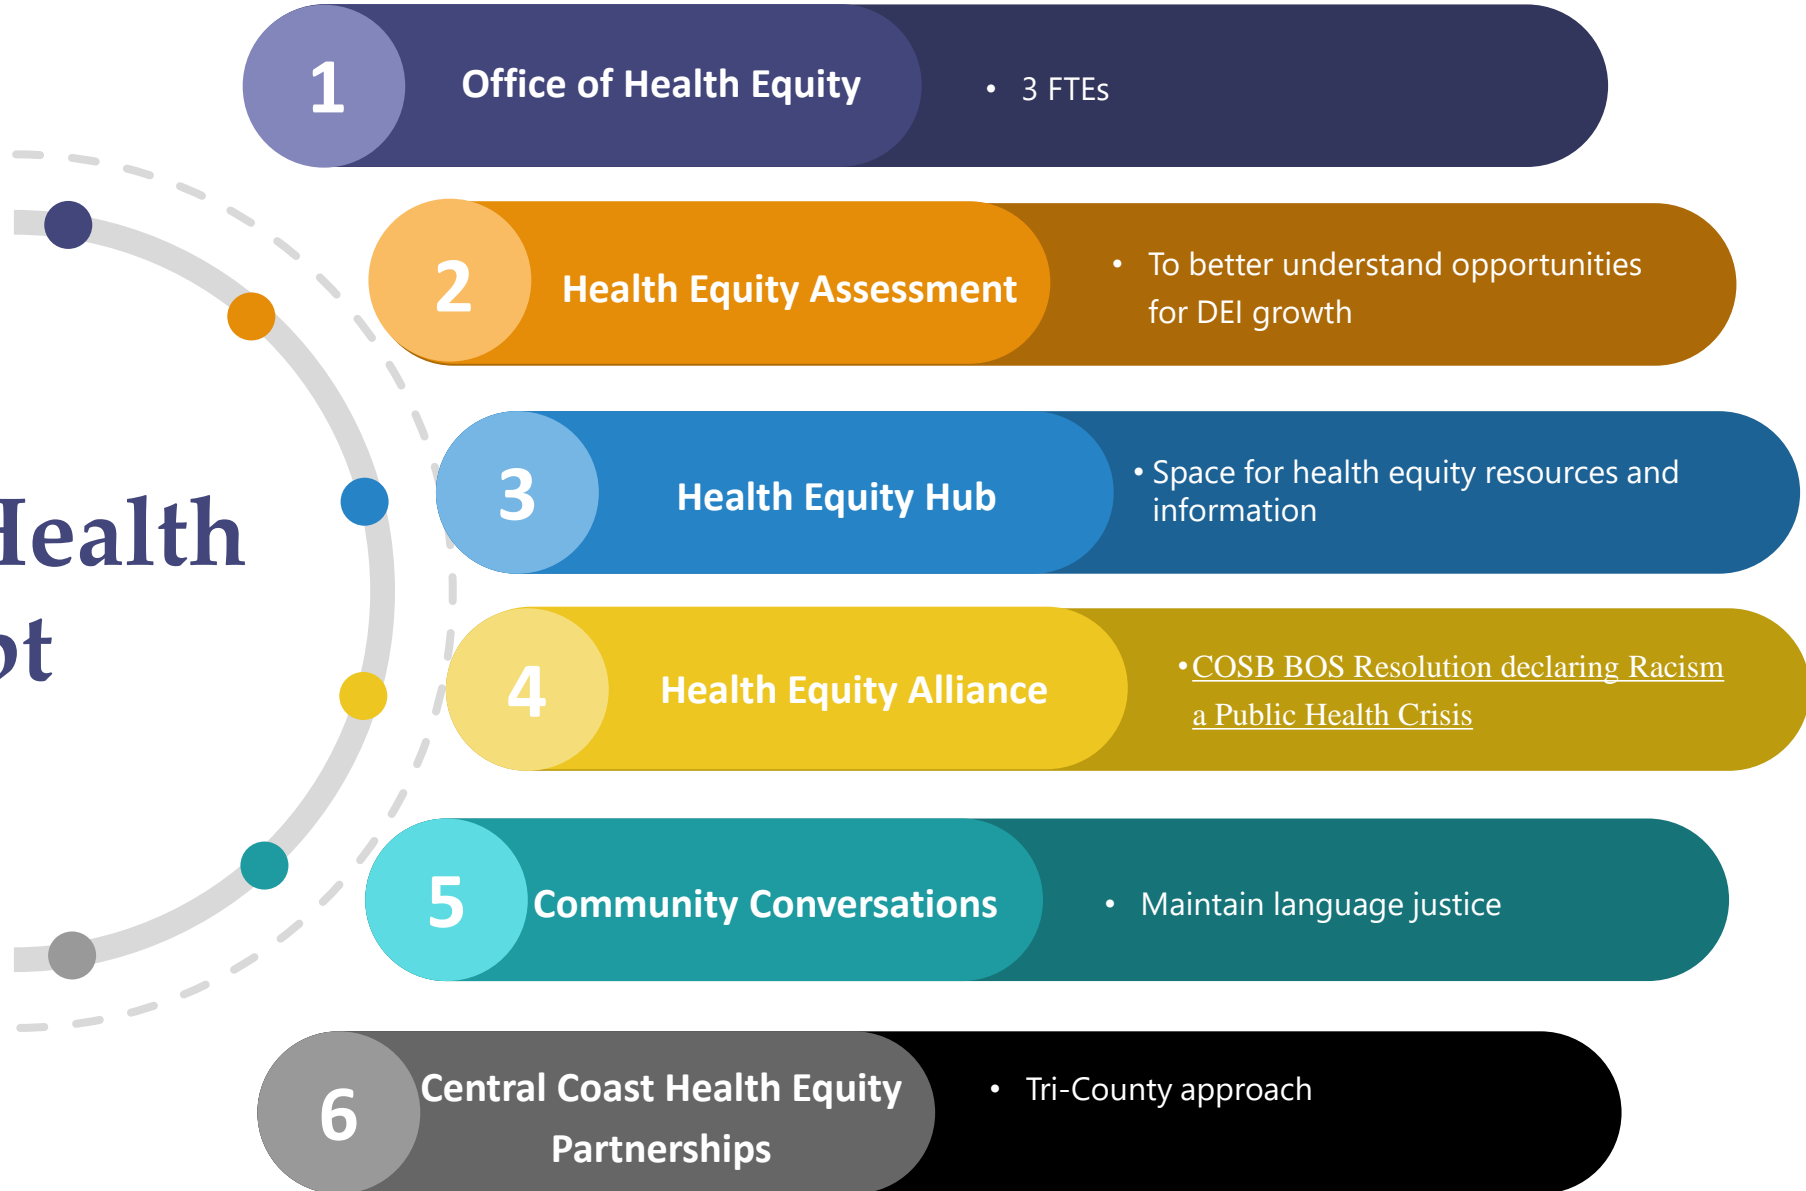 Health
pt
1
Office of Health Equity
• 3 FTEs
2
Health Equity Assessment
• To better understand opportunities
for DEI growth
3
Health Equity Hub
• Space for health equity resources and
information
4
Health Equity Alliance
• COSB BOS Resolution declaring Racism
a Public Health Crisis
5
Community Conversations
• Maintain language justice
6
Central Coast Health Equity
Partnerships
• Tri-County approach